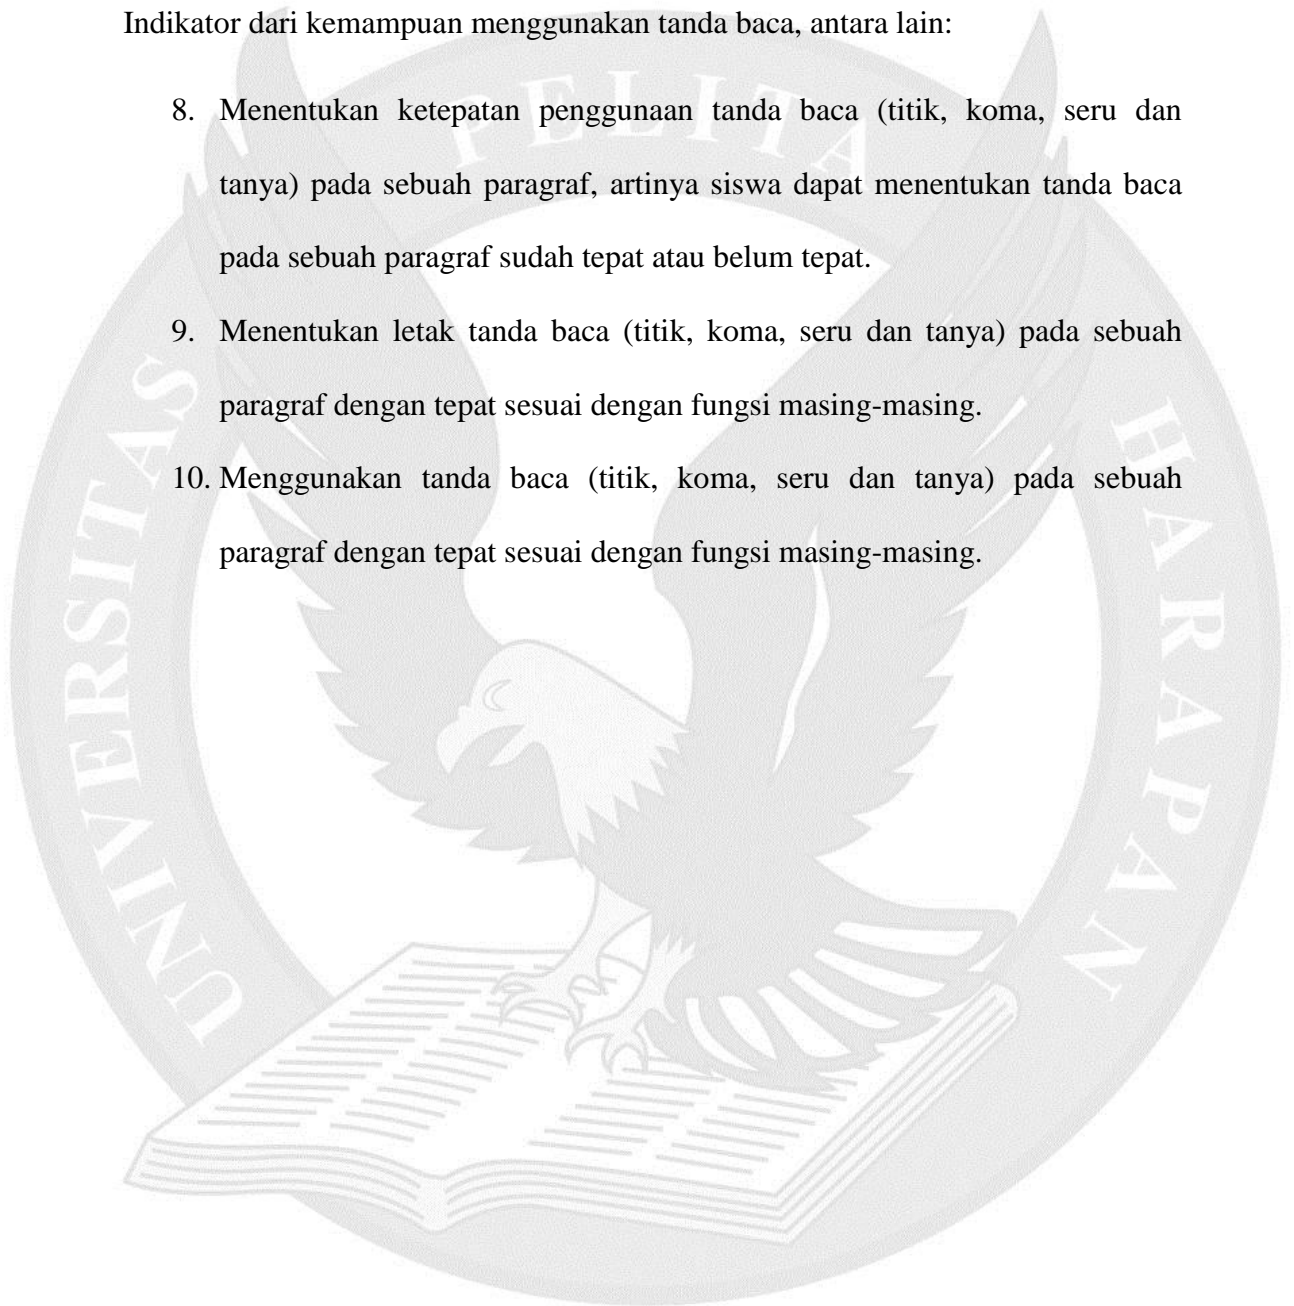 Indikator dari kemampuan menggunakan tanda baca, antara lain:
8. Menentukan ketepatan penggunaan tanda baca (titik, koma, seru dan
tanya) pada sebuah paragraf, artinya siswa dapat menentukan tanda baca
pada sebuah paragraf sudah tepat atau belum tepat.
9. Menentukan letak tanda baca (titik, koma, seru dan tanya) pada sebuah
paragraf dengan tepat sesuai dengan fungsi masing-masing.
10. Menggunakan tanda baca (titik, koma, seru dan tanya) pada sebuah
paragraf dengan tepat sesuai dengan fungsi masing-masing.
UNIVERSITAS
PELITA
HARAPAN